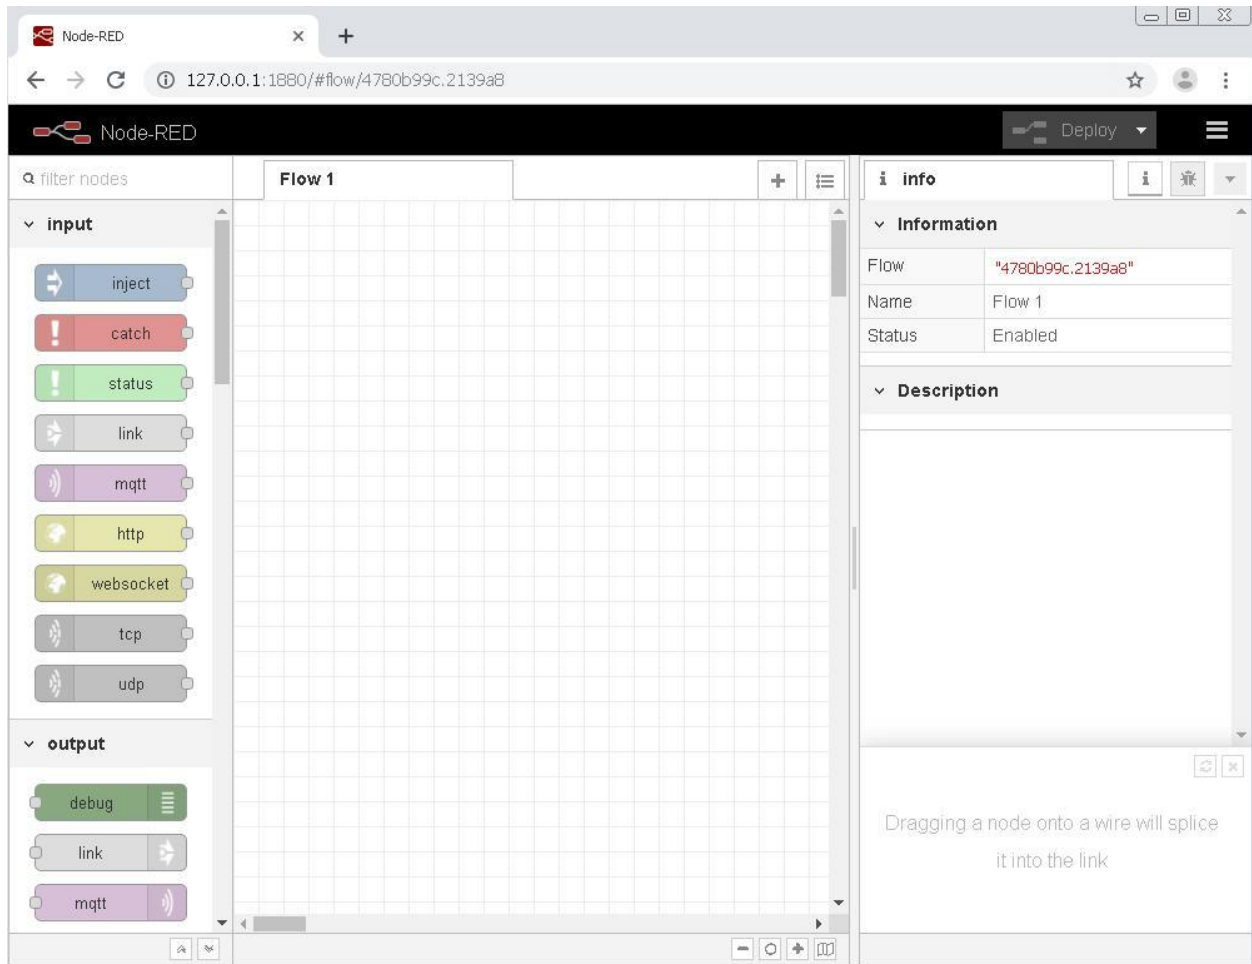 Node-RED
127.0.0.1:1880/#flow/4780b99c.2139a8
Node-RED
Deploy
filter nodes
input
inject
catch
status
link
mqtt
http
websocket
tcp
udp
output
debug
link
mqtt
Flow 1
i info
i
Information
Flow "4780b99c.2139a8"
Name Flow 1
Status Enabled
Description
Dragging a node onto a wire will splice
it into the link